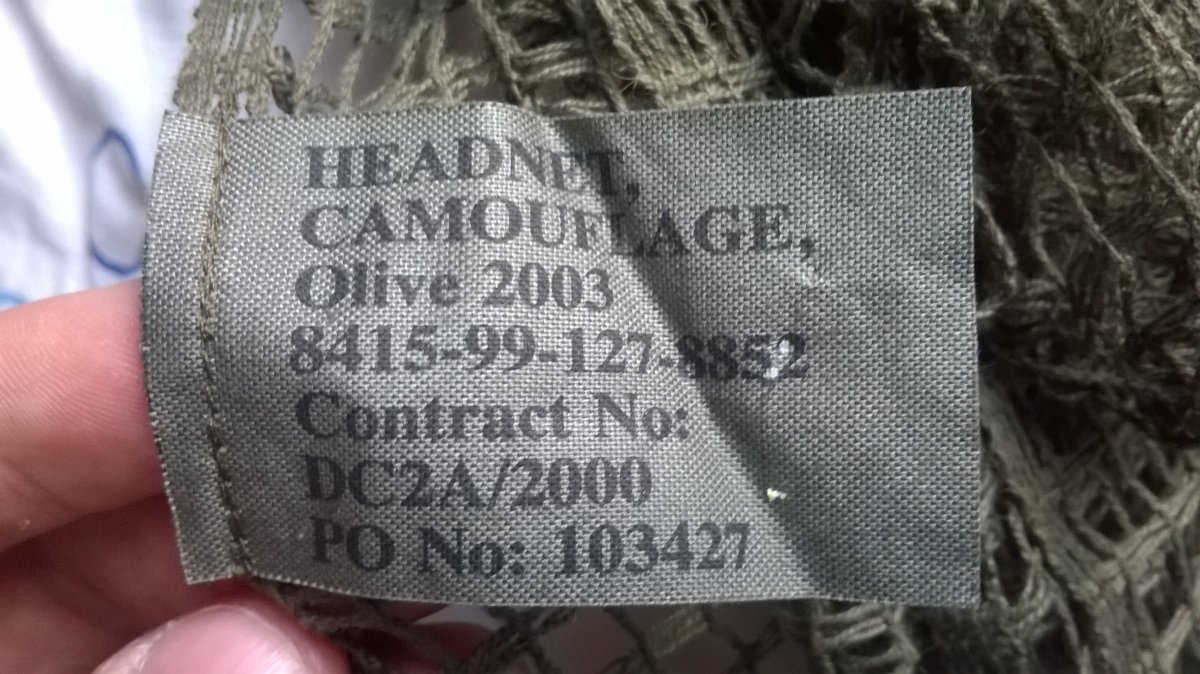 HEADNET,
CAMOUFLAGE,
Olive 2003
8415-99-127-8852
Contract No:
DC2A/2000
PO No: 103427